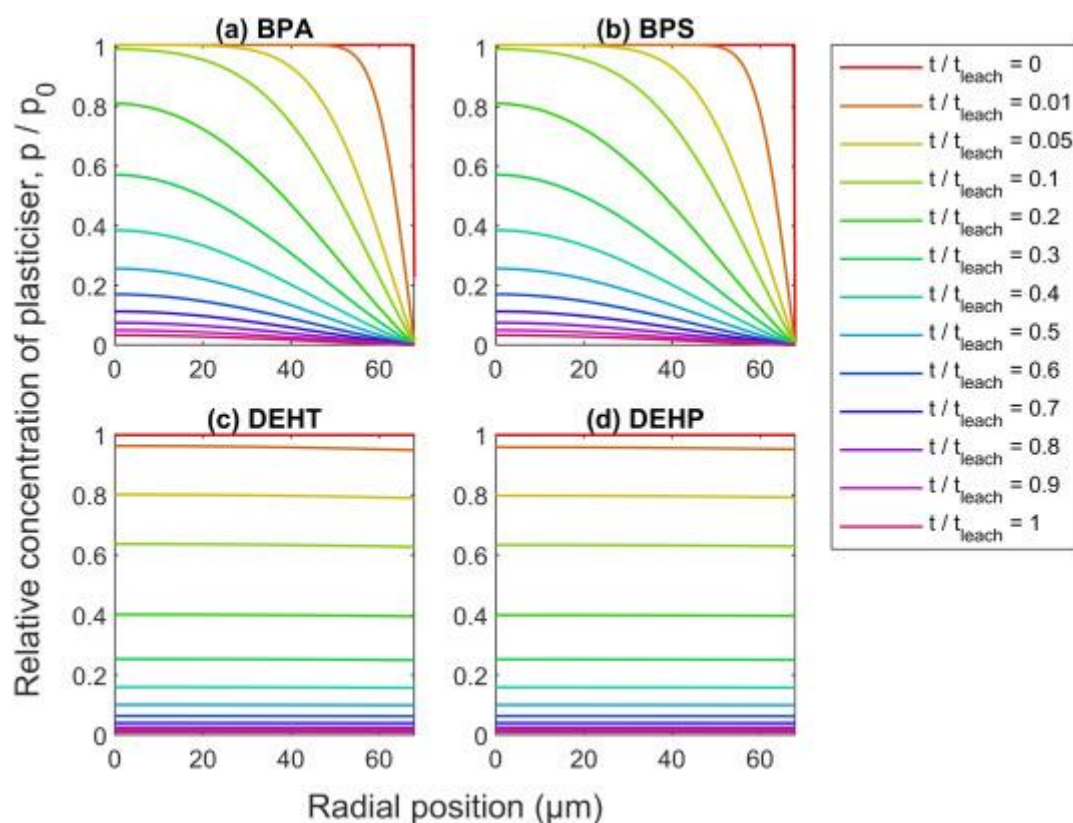 (a) BPA
(b) BPS
Relative concentration of plasticiser, p / p0
1
0.8
0.6
0.4
0.2
0
0 20 40 60
1
0.8
0.6
0.4
0.2
0
0 20 40 60
t / tleach = 0
t / tleach = 0.01
t / tleach = 0.05
t / tleach = 0.1
t / tleach = 0.2
t / tleach = 0.3
t / tleach = 0.4
t / tleach = 0.5
t / tleach = 0.6
t / tleach = 0.7
t / tleach = 0.8
t / tleach = 0.9
t / tleach = 1
(c) DEHT
(d) DEHP
1
0.8
0.6
0.4
0.2
0
0 20 40 60
1
0.8
0.6
0.4
0.2
0
0 20 40 60
Radial position (μm)